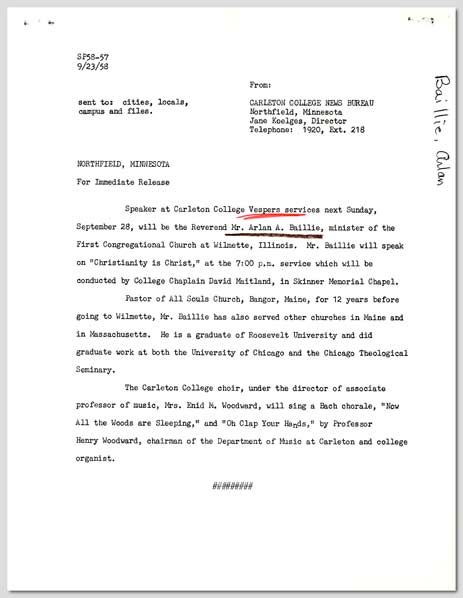 SP58-57
9/23/58
From:
sent to: cities, locals,
campus and files.
CARLETON COLLEGE NEWS BUREAU
Northfield, Minnesota
Jane Koelges, Director
Telephone: 1920, Ext. 218
Baillie, Arlan
NORTHFIELD, MINNESOTA
For Immediate Release
Speaker at Carleton College Vespers services next Sunday,
September 28, will be the Reverend Mr. Arlan A. Baillie, minister of the
First Congregational Church at Wilmette, Illinois. Mr. Baillie will speak
on "Christianity is Christ," at the 7:00 p.m. service which will be
conducted by College Chaplain David Maitland, in Skinner Memorial Chapel.
Pastor of All Souls Church, Bangor, Maine, for 12 years before
going to Wilmette, Mr. Baillie has also served other churches in Maine and
in Massachusetts. He is a graduate of Roosevelt University and did
graduate work at both the University of Chicago and the Chicago Theological
Seminary.
The Carleton College choir, under the director of associate
professor of music, Mrs. Enid M. Woodward, will sing a Bach chorale, "Now
All the Woods are Sleeping," and "Oh Clap Your Hands," by Professor
Henry Woodward, chairman of the Department of Music at Carleton and college
organist.
#########